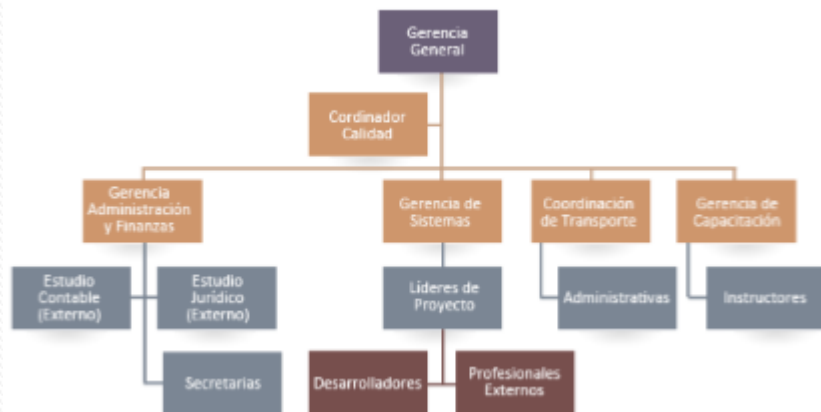 Gerencia
General
Cordinador
Calidad
Gerencia
Administración
y Finanzas
Gerencia de
Sistemas
Coordinación
de Transporte
Gerencia de
Capacitación
Estudio
Contable
(Externo)
Estudio
Jurídico
(Externo)
Líderes de
Proyecto
Administrativas
Instructores
Secretarias
Desarrolladores
Profesionales
Externos